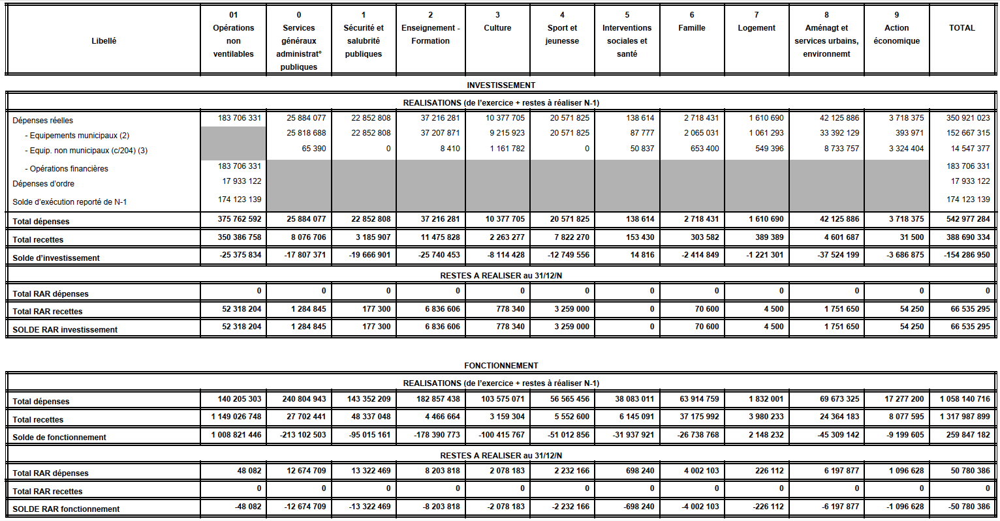 Libellé | 01 Opérations non ventilables | 0 Services généraux administrat° publiques | 1 Sécurité et salubrité publiques | 2 Enseignement - Formation | 3 Culture | 4 Sport et jeunesse | 5 Interventions sociales et santé | 6 Famille | 7 Logement | 8 Aménagt et services urbains, environnemt | 9 Action économique | TOTAL
INVESTISSEMENT
REALISATIONS (de l'exercice + restes à réaliser N-1)
Dépenses réelles | 183 706 331 | 25 884 077 | 22 852 808 | 37 216 281 | 10 377 705 | 20 571 825 | 138 614 | 2 718 431 | 1 610 690 | 42 125 886 | 3 718 375 | 350 921 023
- Equipements municipaux (2) | 25 818 688 | 22 852 808 | 37 207 871 | 9 215 923 | 20 571 825 | 87 777 | 2 065 031 | 1 061 293 | 33 392 129 | 393 971 | 152 667 315
- Equip. non municipaux (c/204) (3) | 65 390 | 0 | 8 410 | 1 161 782 | 0 | 50 837 | 653 400 | 549 396 | 8 733 757 | 3 324 404 | 14 547 377
- Opérations financières | 183 706 331 | 183 706 331
Dépenses d'ordre | 17 933 122 | 17 933 122
Solde d'exécution reporté de N-1 | 174 123 139 | 174 123 139
Total dépenses | 375 762 592 | 25 884 077 | 22 852 808 | 37 216 281 | 10 377 705 | 20 571 825 | 138 614 | 2 718 431 | 1 610 690 | 42 125 886 | 3 718 375 | 542 977 284
Total recettes | 350 386 758 | 8 076 706 | 3 185 907 | 11 475 828 | 2 263 277 | 7 822 270 | 153 430 | 303 582 | 389 389 | 4 601 687 | 31 500 | 388 690 334
Solde d'investissement | -25 375 834 | -17 807 371 | -19 666 901 | -25 740 453 | -8 114 428 | -12 749 556 | 14 816 | -2 414 849 | -1 221 301 | -37 524 199 | -3 686 875 | -154 286 950
RESTES A REALISER au 31/12/N
Total RAR dépenses | 0 | 0 | 0 | 0 | 0 | 0 | 0 | 0 | 0 | 0 | 0 | 0
Total RAR recettes | 52 318 204 | 1 284 845 | 177 300 | 6 836 606 | 778 340 | 3 259 000 | 0 | 70 600 | 4 500 | 1 751 650 | 54 250 | 66 535 295
SOLDE RAR investissement | 52 318 204 | 1 284 845 | 177 300 | 6 836 606 | 778 340 | 3 259 000 | 0 | 70 600 | 4 500 | 1 751 650 | 54 250 | 66 535 295
FONCTIONNEMENT
REALISATIONS (de l'exercice + restes à réaliser N-1)
Total dépenses | 140 205 303 | 240 804 943 | 143 352 209 | 182 857 438 | 103 575 071 | 56 565 456 | 38 083 011 | 63 914 759 | 1 832 001 | 69 673 325 | 17 277 200 | 1 058 140 716
Total recettes | 1 149 026 748 | 27 702 441 | 48 337 048 | 4 466 664 | 3 159 304 | 5 552 600 | 6 145 091 | 37 175 992 | 3 980 233 | 24 364 183 | 8 077 595 | 1 317 987 899
Solde de fonctionnement | 1 008 821 446 | -213 102 503 | -95 015 161 | -178 390 773 | -100 415 767 | -51 012 856 | -31 937 921 | -26 738 768 | 2 148 232 | -45 309 142 | -9 199 605 | 259 847 182
RESTES A REALISER au 31/12/N
Total RAR dépenses | 48 082 | 12 674 709 | 13 322 469 | 8 203 818 | 2 078 183 | 2 232 166 | 698 240 | 4 002 103 | 226 112 | 6 197 877 | 1 096 628 | 50 780 386
Total RAR recettes | 0 | 0 | 0 | 0 | 0 | 0 | 0 | 0 | 0 | 0 | 0 | 0
SOLDE RAR fonctionnement | -48 082 | -12 674 709 | -13 322 469 | -8 203 818 | -2 078 183 | -2 232 166 | -698 240 | -4 002 103 | -226 112 | -6 197 877 | -1 096 628 | -50 780 386